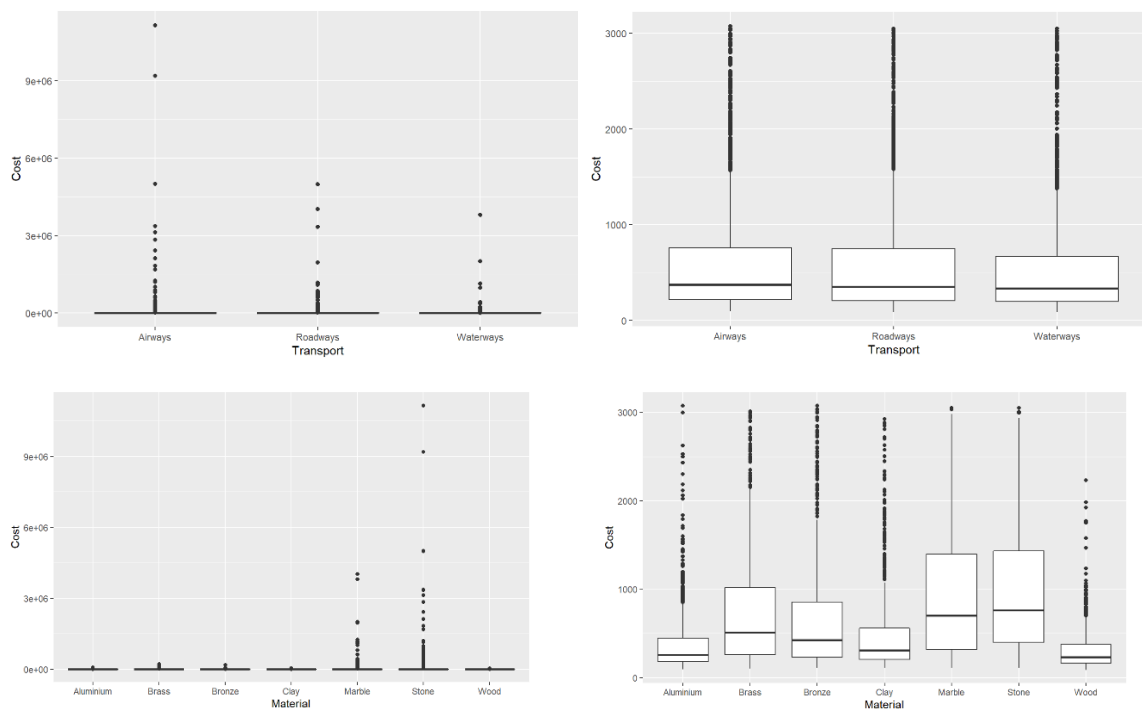 9e+06
6e+06
3e+06
0e+00
Cost
Airways Roadways Waterways
Transport
3000
2000
1000
0
Cost
Airways Roadways Waterways
Transport
9e+06
6e+06
3e+06
0e+00
Cost
Aluminium Brass Bronze Clay Marble Stone Wood
Material
3000
2000
1000
0
Cost
Aluminium Brass Bronze Clay Marble Stone Wood
Material